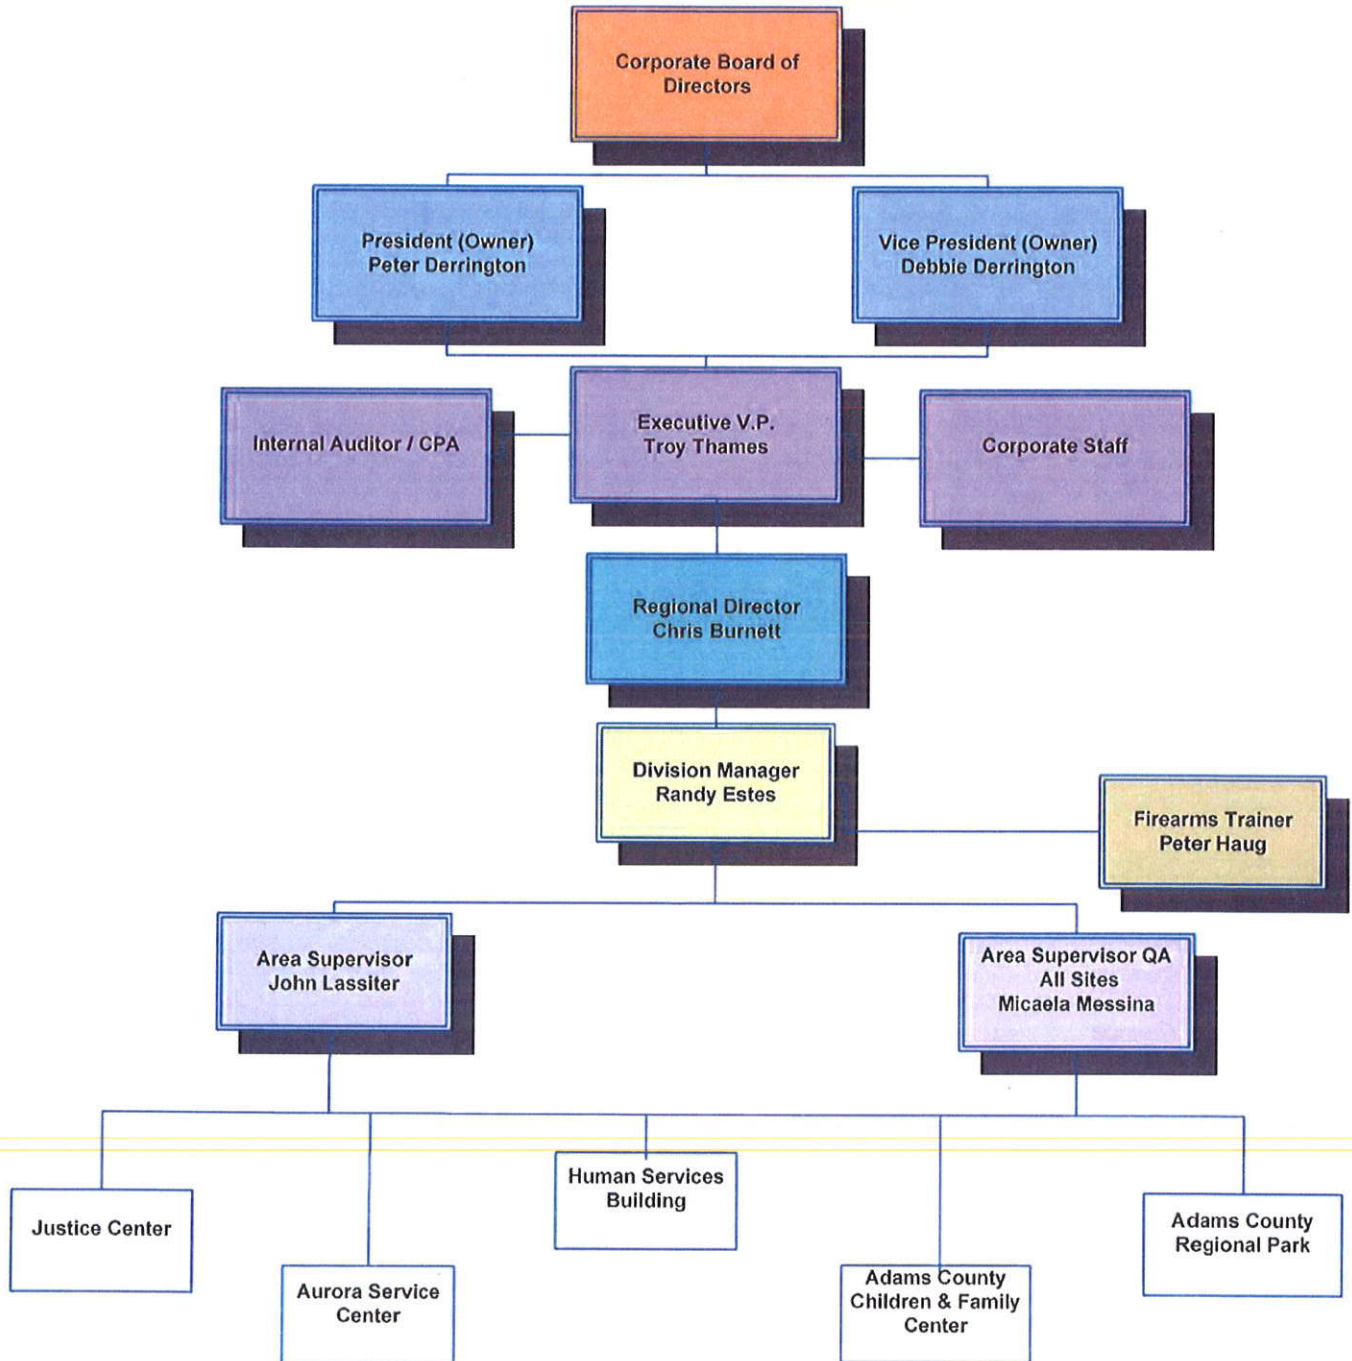 Corporate Board of
Directors
President (Owner)
Peter Derrington
Vice President (Owner)
Debbie Derrington
Internal Auditor / CPA
Executive V.P.
Troy Thames
Corporate Staff
Regional Director
Chris Burnett
Division Manager
Randy Estes
Firearms Trainer
Peter Haug
Area Supervisor
John Lassiter
Area Supervisor QA
All Sites
Micaela Messina
Justice Center
Aurora Service
Center
Human Services
Building
Adams County
Children & Family
Center
Adams County
Regional Park